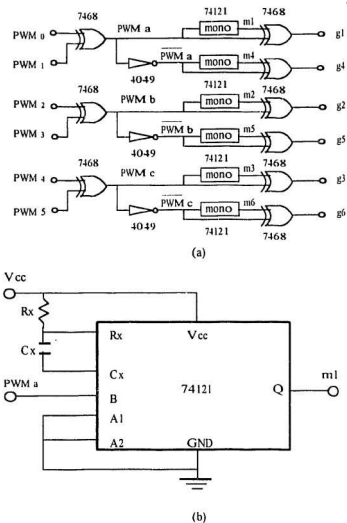 7468 74121 7468
PWM 0 PWM a mono m1 g1
PWM 1 PWM a mono m4 g4
4049 74121
PWM 2 PWM b mono m2 g2
7468 74121 7468
PWM 3 PWM b mono m5 g5
4049 74121
7468 7468
PWM 4 PWM c mono m3 g3
74121
PWM 5 PWM c mono m6 g6
4049 74121 7468
(a)
Vcc
Rx
Rx Vcc
Cx
Cx
74121 Q m1
PWM a B
A1
A2 GND
(b)